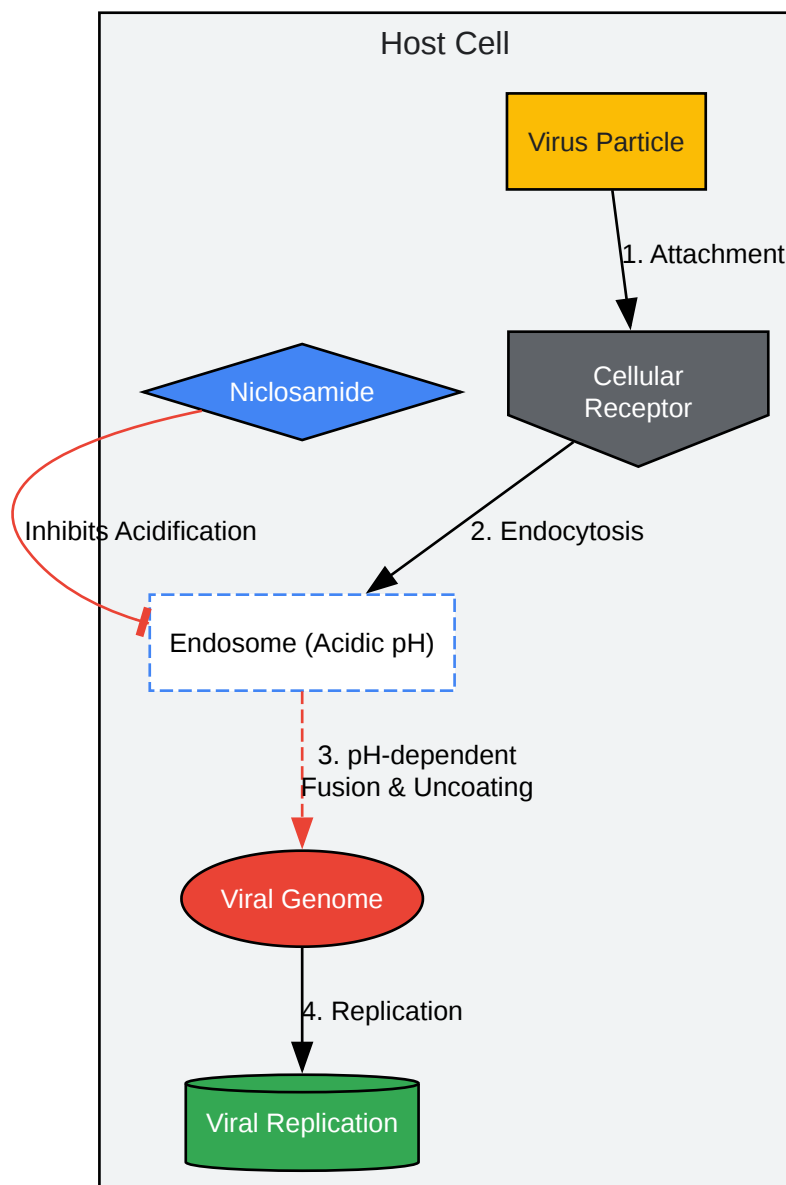 Host Cell
Virus Particle
1. Attachment
Cellular
Receptor
Niclosamide
Inhibits Acidification
2. Endocytosis
Endosome (Acidic pH)
3. pH-dependent
Fusion & Uncoating
Viral Genome
4. Replication
Viral Replication